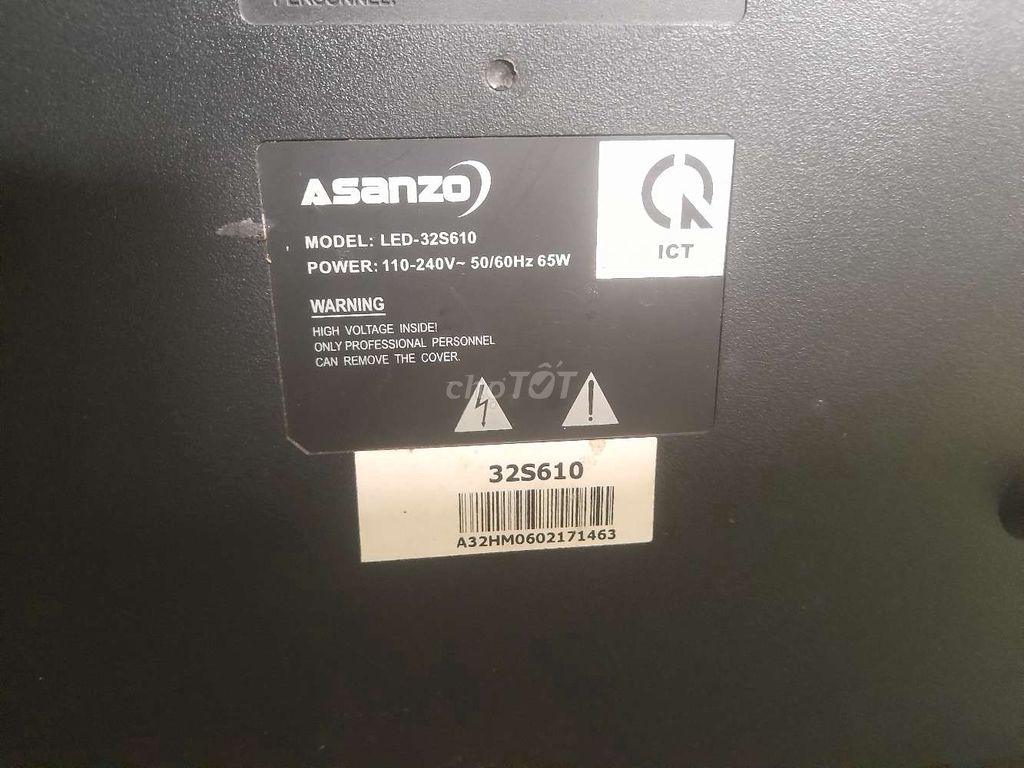 PERSONNEL.
Asanzo
MODEL: LED-32S610
POWER: 110-240V~ 50/60Hz 65W
ICT
WARNING
HIGH VOLTAGE INSIDE!
ONLY PROFESSIONAL PERSONNEL
CAN REMOVE THE COVER.
chợTỐT
32S610
A32HM0602171463